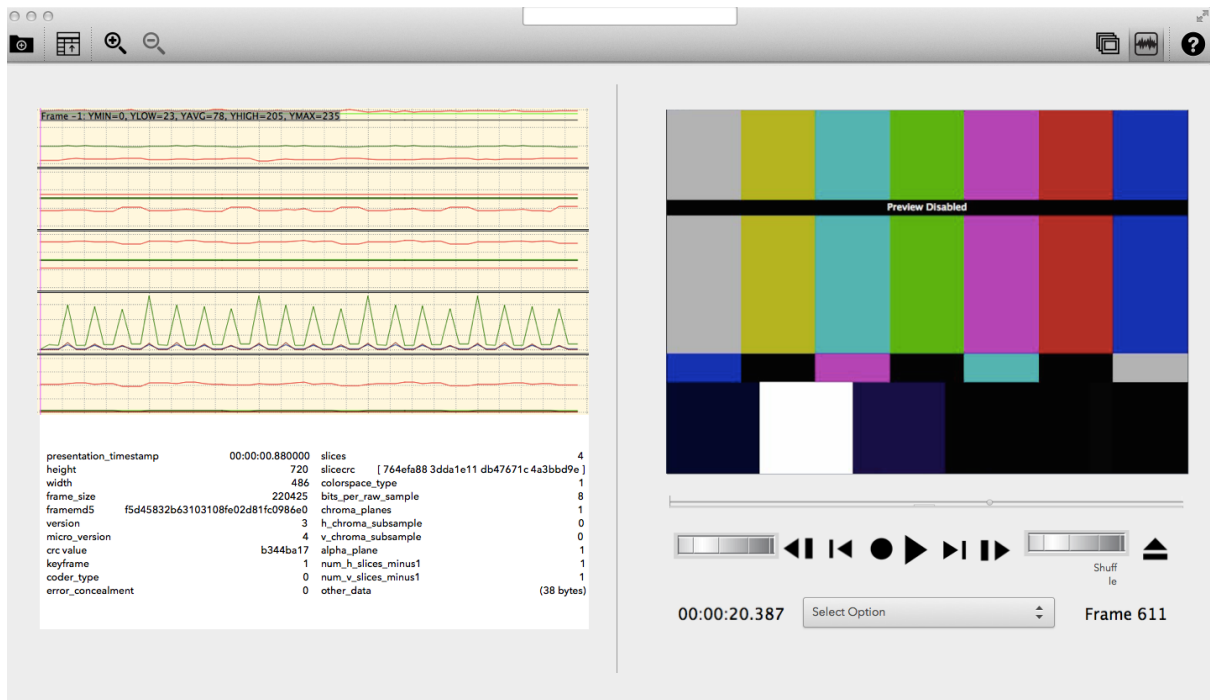 Frame -1: YMIN=0, YLOW=23, YAVG=78, YHIGH=205, YMAX=235
presentation_timestamp 00:00:00.880000 slices 4
height 720 slicecrc [ 764efa88 3dda1e11 db47671c 4a3bbd9e ]
width 486 colorspace_type 1
frame_size 220425 bits_per_raw_sample 8
framemd5 f5d45832b63103108fe02d81fc0986e0 chroma_planes 1
version 3 h_chroma_subsample 0
micro_version 4 v_chroma_subsample 0
crc value b344ba17 alpha_plane 1
keyframe 1 num_h_slices_minus1 1
coder_type 0 num_v_slices_minus1 1
error_concealment 0 other_data (38 bytes)
Preview Disabled
Shuff
le
00:00:20.387 Select Option Frame 611